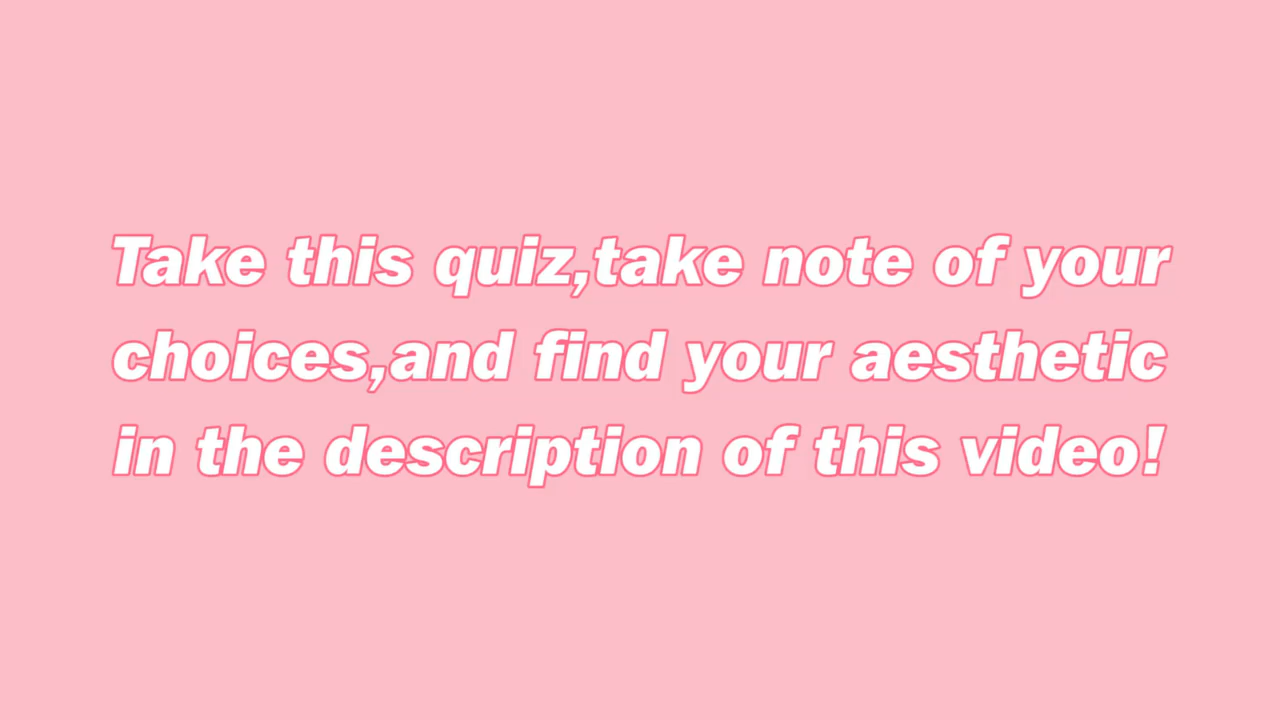 Take this quiz,take note of your
choices,and find your aesthetic
in the description of this video!